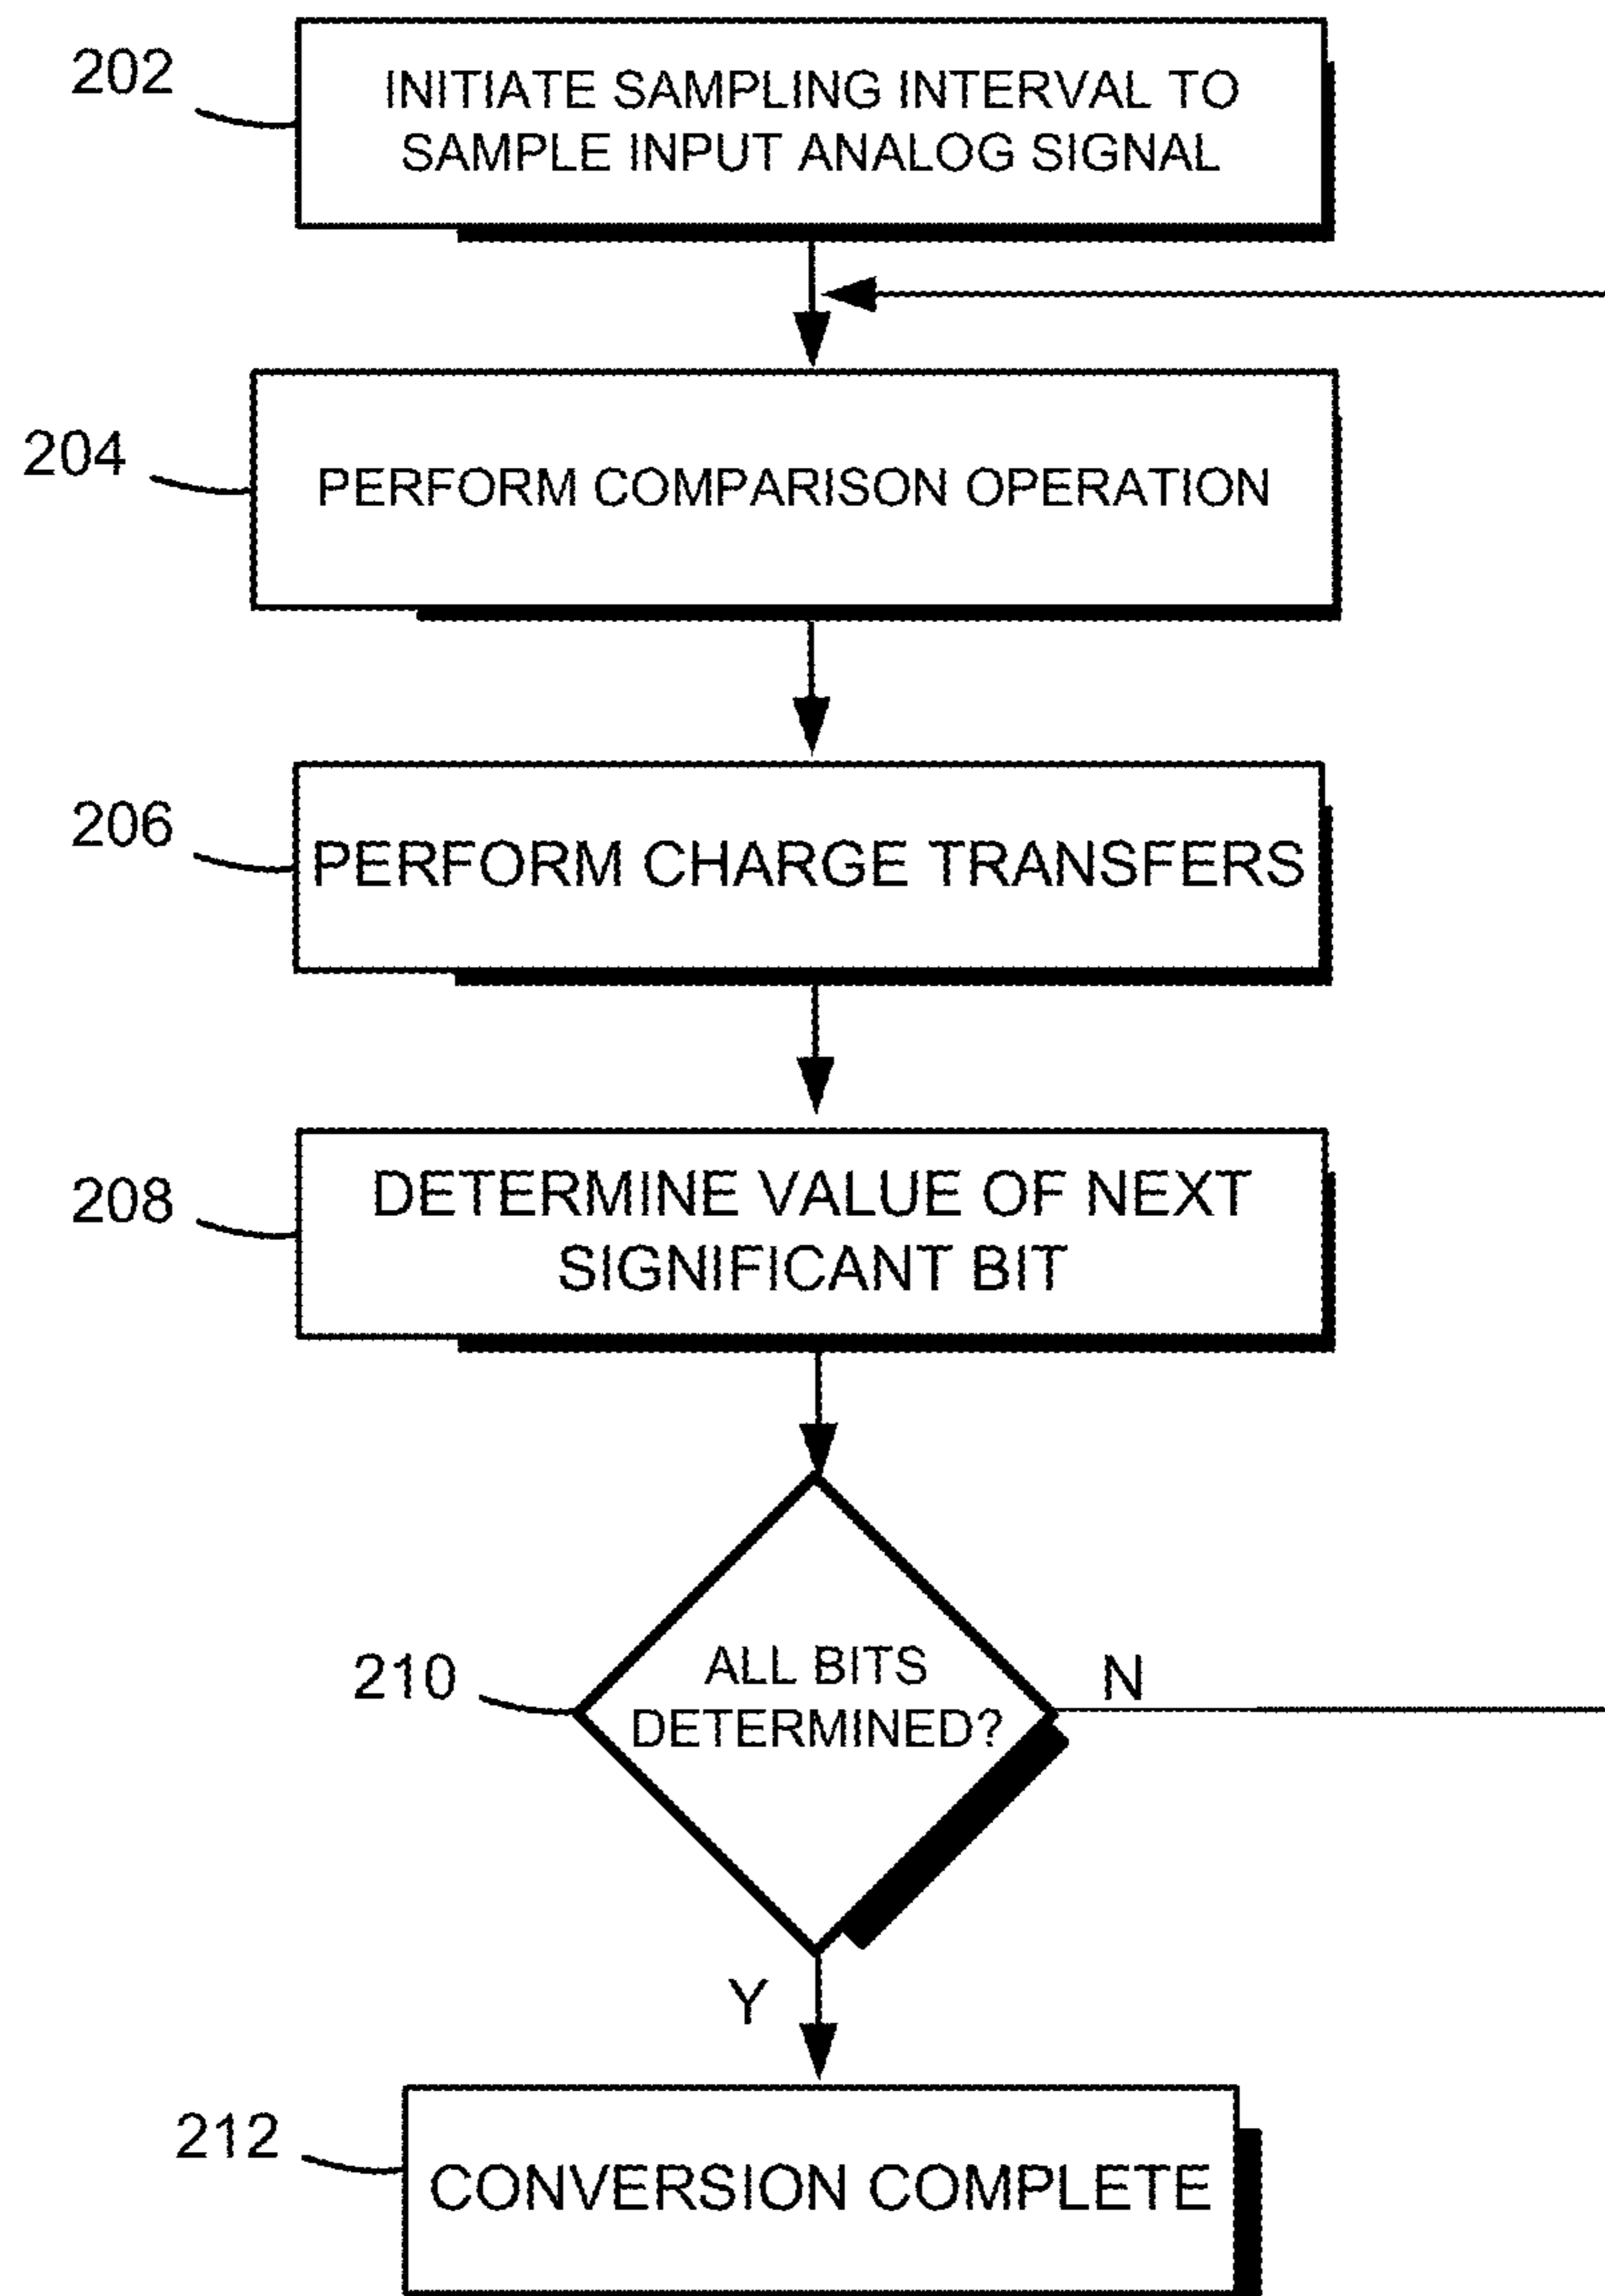 202
INITIATE SAMPLING INTERVAL TO
SAMPLE INPUT ANALOG SIGNAL
204
PERFORM COMPARISON OPERATION
206
PERFORM CHARGE TRANSFERS
208
DETERMINE VALUE OF NEXT
SIGNIFICANT BIT
210
ALL BITS
DETERMINED?
N
Y
212
CONVERSION COMPLETE